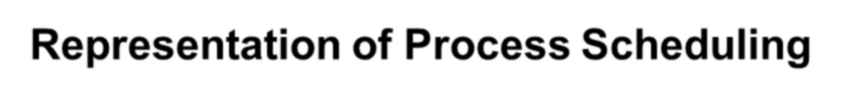 Representation of Process Scheduling